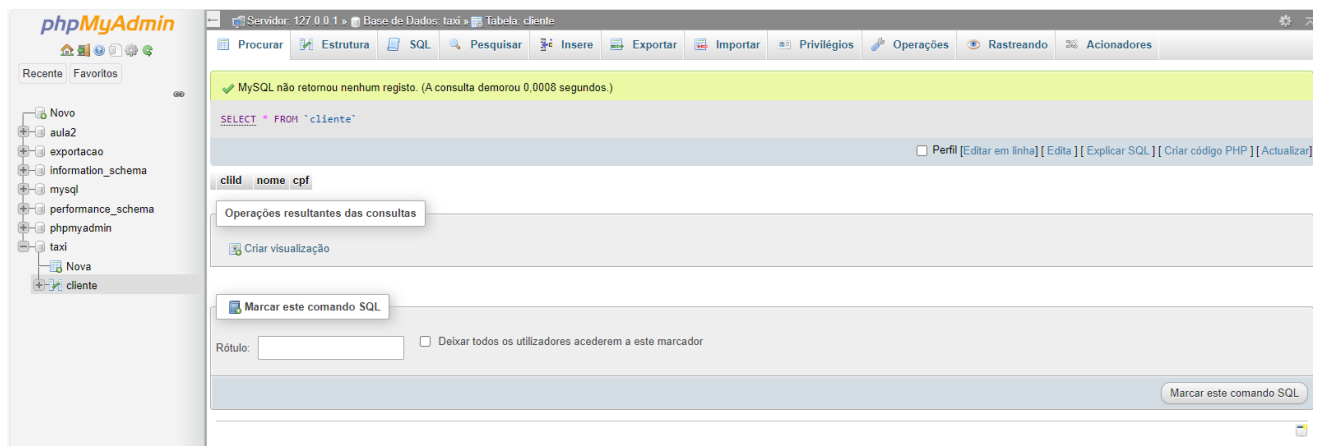 phpMyAdmin
Recente Favoritos
Novo
aula2
exportacao
information_schema
mysql
performance_schema
phpmyadmin
taxi
Nova
cliente
Servidor: 127.0.0.1 » Base de Dados: taxi » Tabela: cliente
Procurar Estrutura SQL Pesquisar Insere Exportar Importar Privilégios Operações Rastreando Acionadores
MySQL não retornou nenhum registo. (A consulta demorou 0,0008 segundos.)
SELECT * FROM `cliente`
Perfil [Editar em linha] [ Edita ] [ Explicar SQL ] [ Criar código PHP ] [ Actualizar]
cliId nome cpf
Operações resultantes das consultas
Criar visualização
Marcar este comando SQL
Rótulo: Deixar todos os utilizadores acederem a este marcador
Marcar este comando SQL